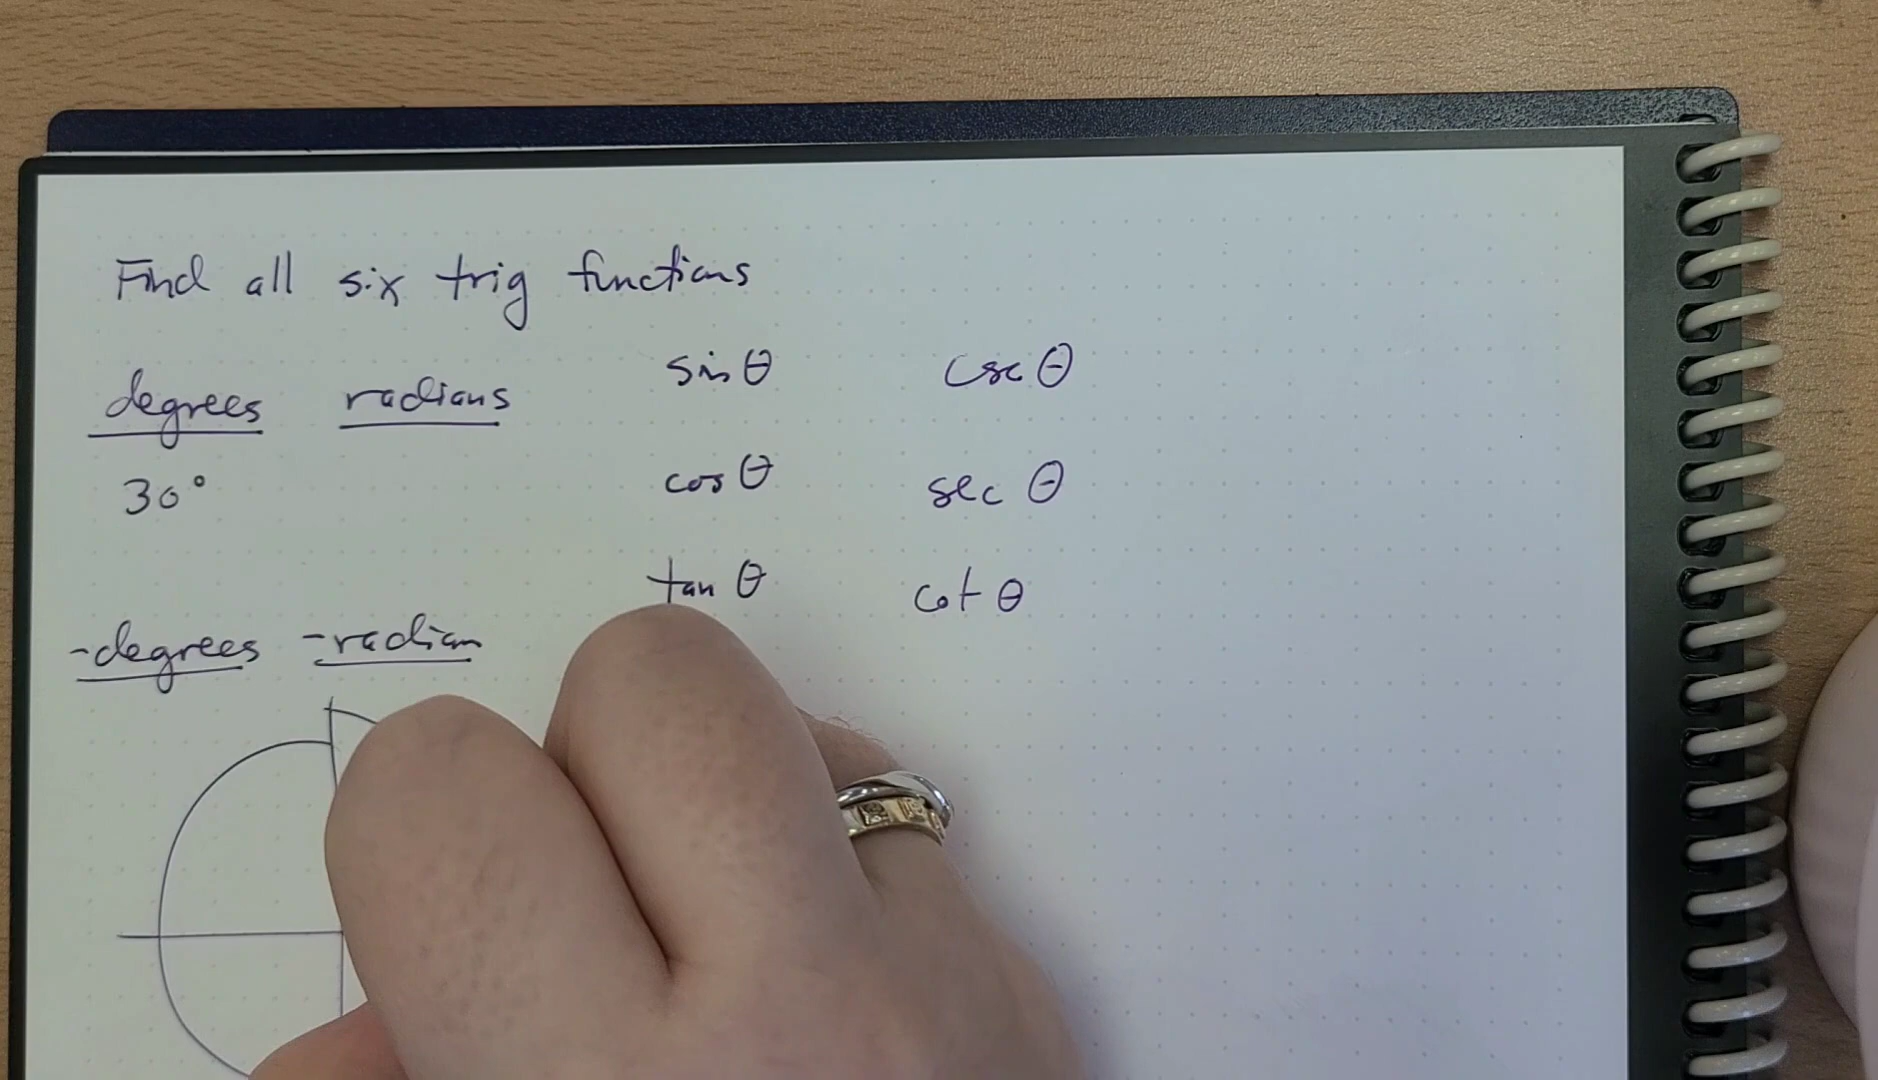 Find all six trig functions
degrees radians sin θ csc θ
30° cos θ sec θ
tan θ cot θ
-degrees -radian